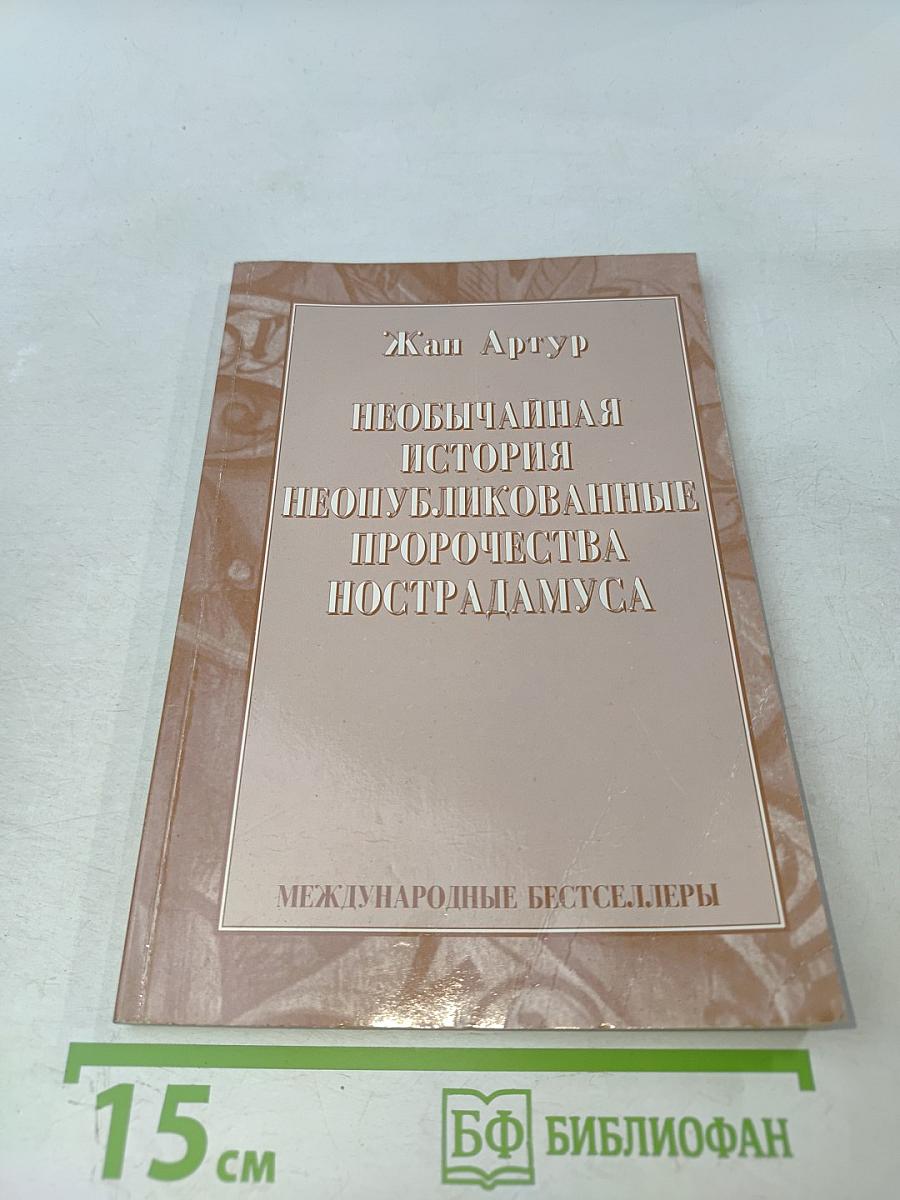 Жан Артур
НЕОБЫЧАЙНАЯ
ИСТОРИЯ
НЕОПУБЛИКОВАННЫЕ
ПРОРОЧЕСТВА
НОСТРАДАМУСА
МЕЖДУНАРОДНЫЕ БЕСТСЕЛЛЕРЫ
15 см
БФ БИБЛИОФАН